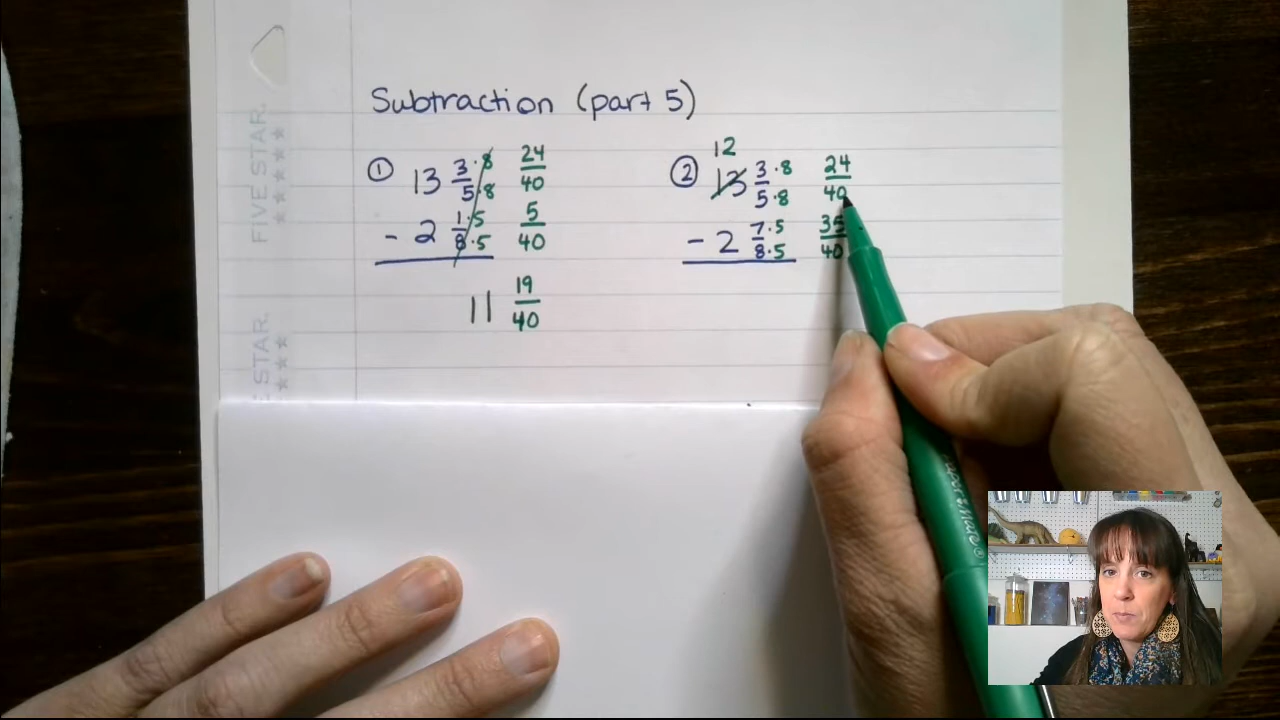 Subtraction (part 5)
① 13 3/5 ·8/·8 24/40
- 2 1/8 ·5/·5 5/40
11 19/40
12
② 13 3/5 ·8/·8 24/40
- 2 7/8 ·5/·5 35/40
FIVE STAR.
STAR.